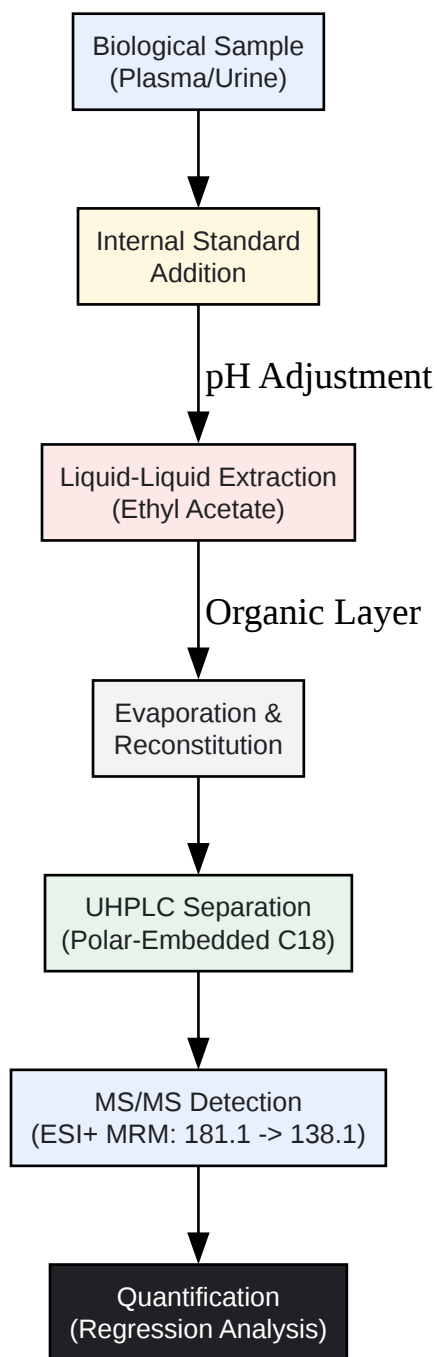 Biological Sample
(Plasma/Urine)
Internal Standard
Addition
pH Adjustment
Liquid-Liquid Extraction
(Ethyl Acetate)
Organic Layer
Evaporation &
Reconstitution
UHPLC Separation
(Polar-Embedded C18)
MS/MS Detection
(ESI+ MRM: 181.1 -> 138.1)
Quantification
(Regression Analysis)